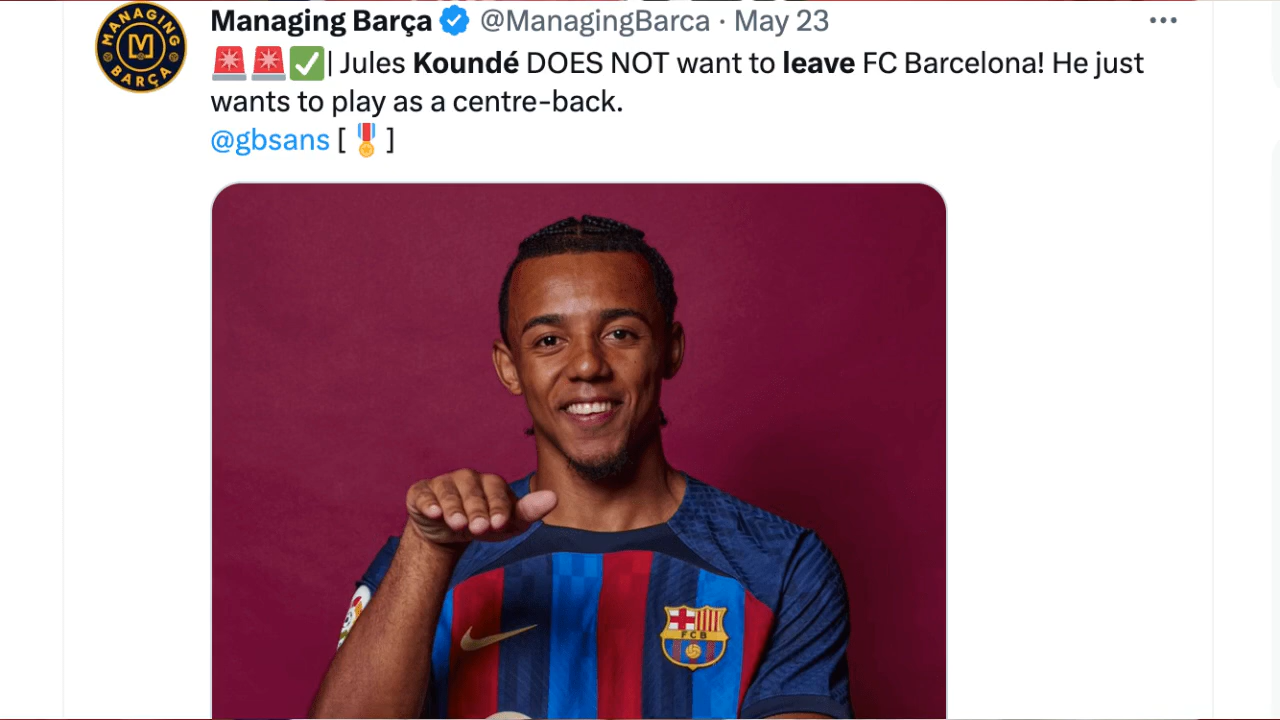 MANAGING
BARÇA
Managing Barça @ManagingBarca · May 23
🚨🚨✅| Jules Koundé DOES NOT want to leave FC Barcelona! He just
wants to play as a centre-back.
@gbsans [🎖️]
FCB